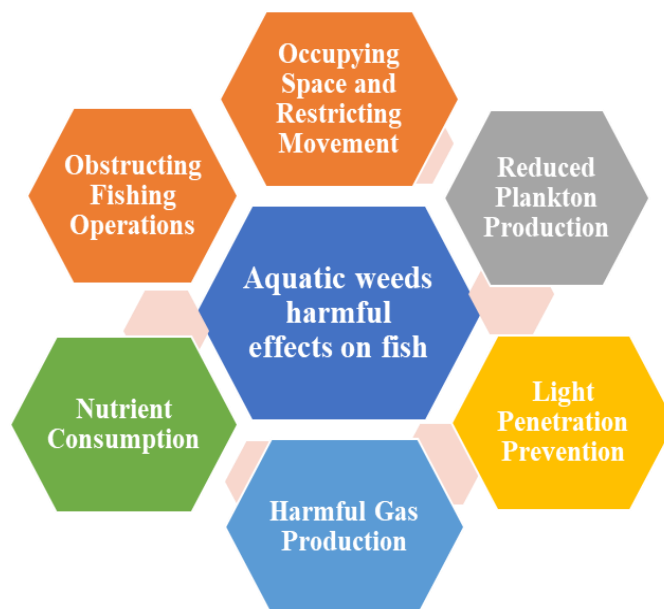 Occupying
Space and
Restricting
Movement
Obstructing
Fishing
Operations
Reduced
Plankton
Production
Aquatic weeds
harmful
effects on fish
Nutrient
Consumption
Light
Penetration
Prevention
Harmful Gas
Production